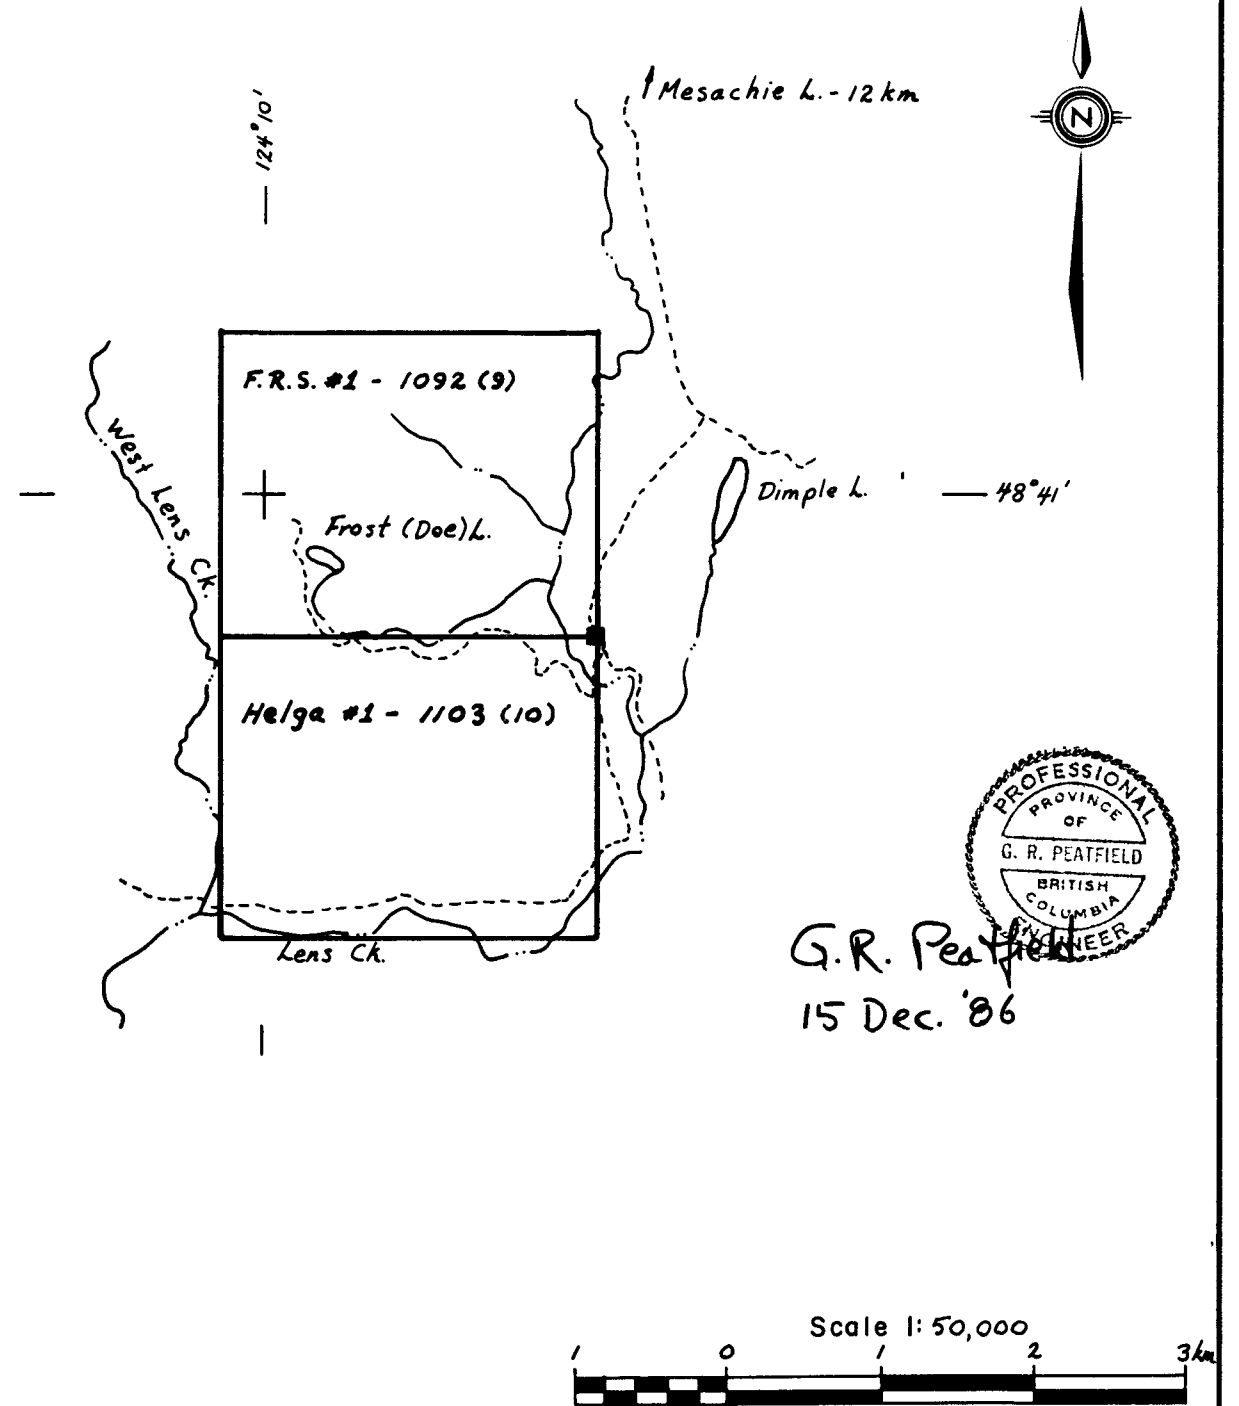 Mesachie L. - 12 km
124°10'
N
F.R.S. #1 - 1092 (9)
West Lens Ck.
Dimple L.
48°41'
Frost (Doe) L.
Helga #1 - 1103 (10)
PROFESSIONAL
PROVINCE
OF
G. R. PEATFIELD
BRITISH
COLUMBIA
ENGINEER
G.R. Peatfield
15 Dec. '86
Lens Ck.
Scale 1:50,000
1 0 1 2 3 km